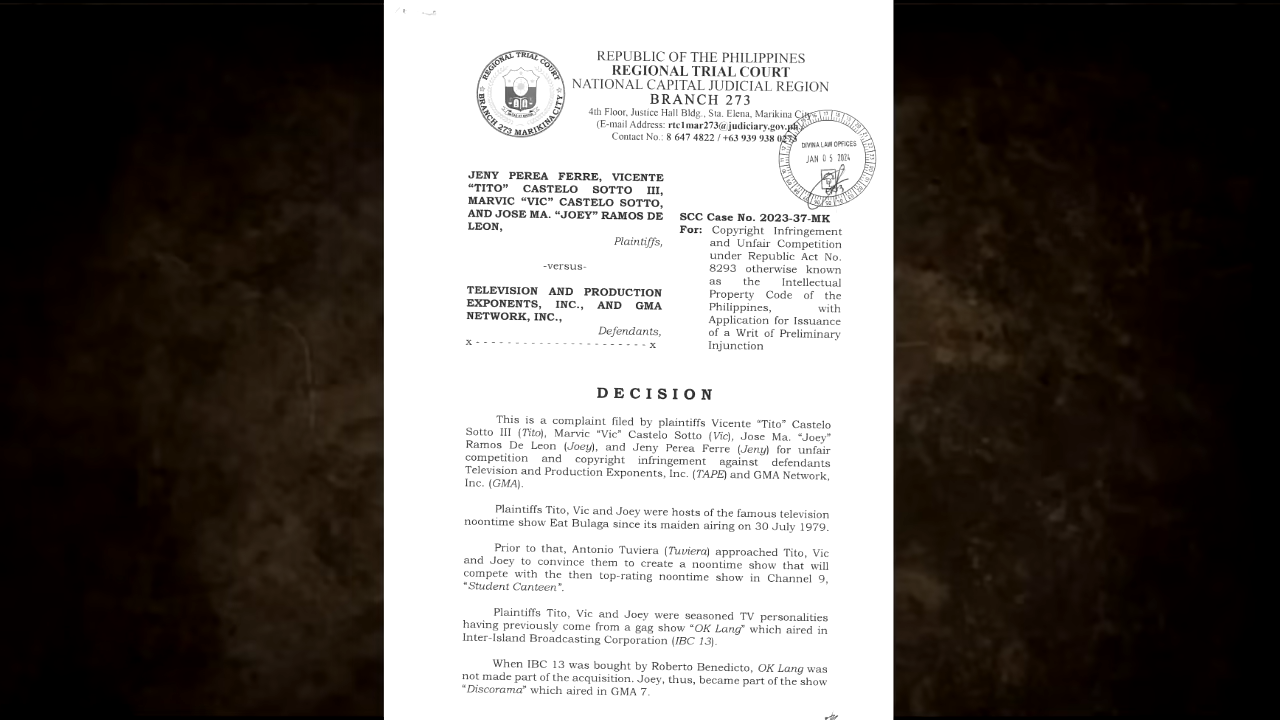 REPUBLIC OF THE PHILIPPINES
REGIONAL TRIAL COURT
NATIONAL CAPITAL JUDICIAL REGION
BRANCH 273
4th Floor, Justice Hall Bldg., Sta. Elena, Marikina City
(E-mail Address: rtc1mar273@judiciary.gov.ph)
Contact No.: 8 647 4822 / +63 939 938 0273
REGIONAL TRIAL COURT
BRANCH 273 MARIKINA CITY
DIVINA LAW OFFICES
JAN 05 2024
JENY PEREA FERRE, VICENTE
“TITO” CASTELO SOTTO III,
MARVIC “VIC” CASTELO SOTTO,
AND JOSE MA. “JOEY” RAMOS DE
LEON,
Plaintiffs,
-versus-
TELEVISION AND PRODUCTION
EXPONENTS, INC., AND GMA
NETWORK, INC.,
Defendants,
x - - - - - - - - - - - - - - - - - - - - - - x
SCC Case No. 2023-37-MK
For: Copyright Infringement
and Unfair Competition
under Republic Act No.
8293 otherwise known
as the Intellectual
Property Code of the
Philippines, with
Application for Issuance
of a Writ of Preliminary
Injunction
DECISION
This is a complaint filed by plaintiffs Vicente “Tito” Castelo
Sotto III (Tito), Marvic “Vic” Castelo Sotto (Vic), Jose Ma. “Joey”
Ramos De Leon (Joey), and Jeny Perea Ferre (Jeny) for unfair
competition and copyright infringement against defendants
Television and Production Exponents, Inc. (TAPE) and GMA Network,
Inc. (GMA).
Plaintiffs Tito, Vic and Joey were hosts of the famous television
noontime show Eat Bulaga since its maiden airing on 30 July 1979.
Prior to that, Antonio Tuviera (Tuviera) approached Tito, Vic
and Joey to convince them to create a noontime show that will
compete with the then top-rating noontime show in Channel 9,
“Student Canteen”.
Plaintiffs Tito, Vic and Joey were seasoned TV personalities
having previously come from a gag show “OK Lang” which aired in
Inter-Island Broadcasting Corporation (IBC 13).
When IBC 13 was bought by Roberto Benedicto, OK Lang was
not made part of the acquisition. Joey, thus, became part of the show
“Discorama” which aired in GMA 7.